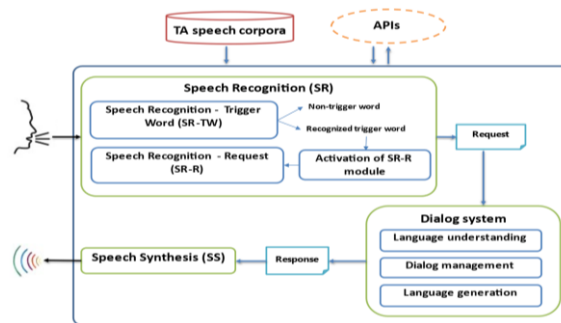 TA speech corpora
APIs
Speech Recognition (SR)
Speech Recognition - Trigger
Word (SR-TW)
Non-trigger word
Recognized trigger word
Speech Recognition - Request
(SR-R)
Activation of SR-R
module
Request
Dialog system
Language understanding
Dialog management
Language generation
Response
Speech Synthesis (SS)